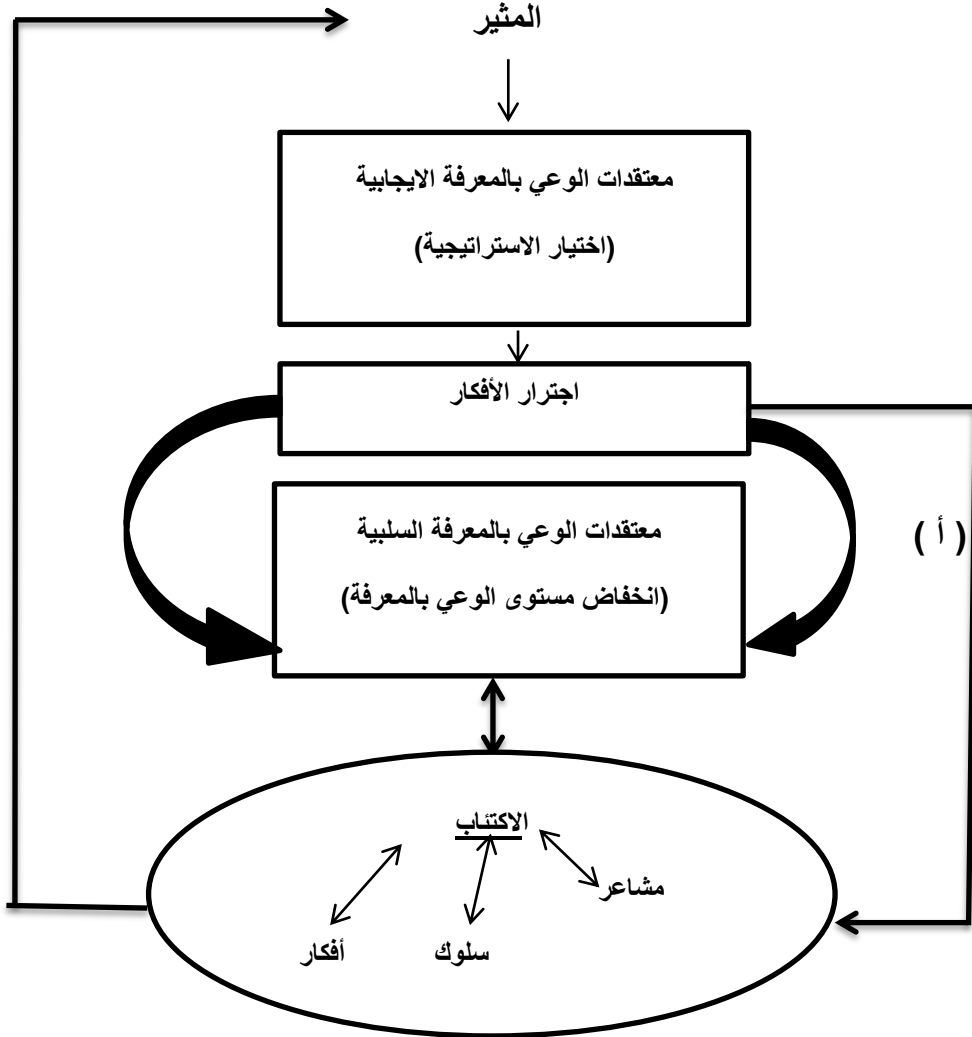 المثير
معتقدات الوعي بالمعرفة الايجابية
(اختيار الاستراتيجية)
اجترار الأفكار
معتقدات الوعي بالمعرفة السلبية
(انخفاض مستوى الوعي بالمعرفة)
( أ )
الاكتئاب
مشاعر
سلوك
أفكار